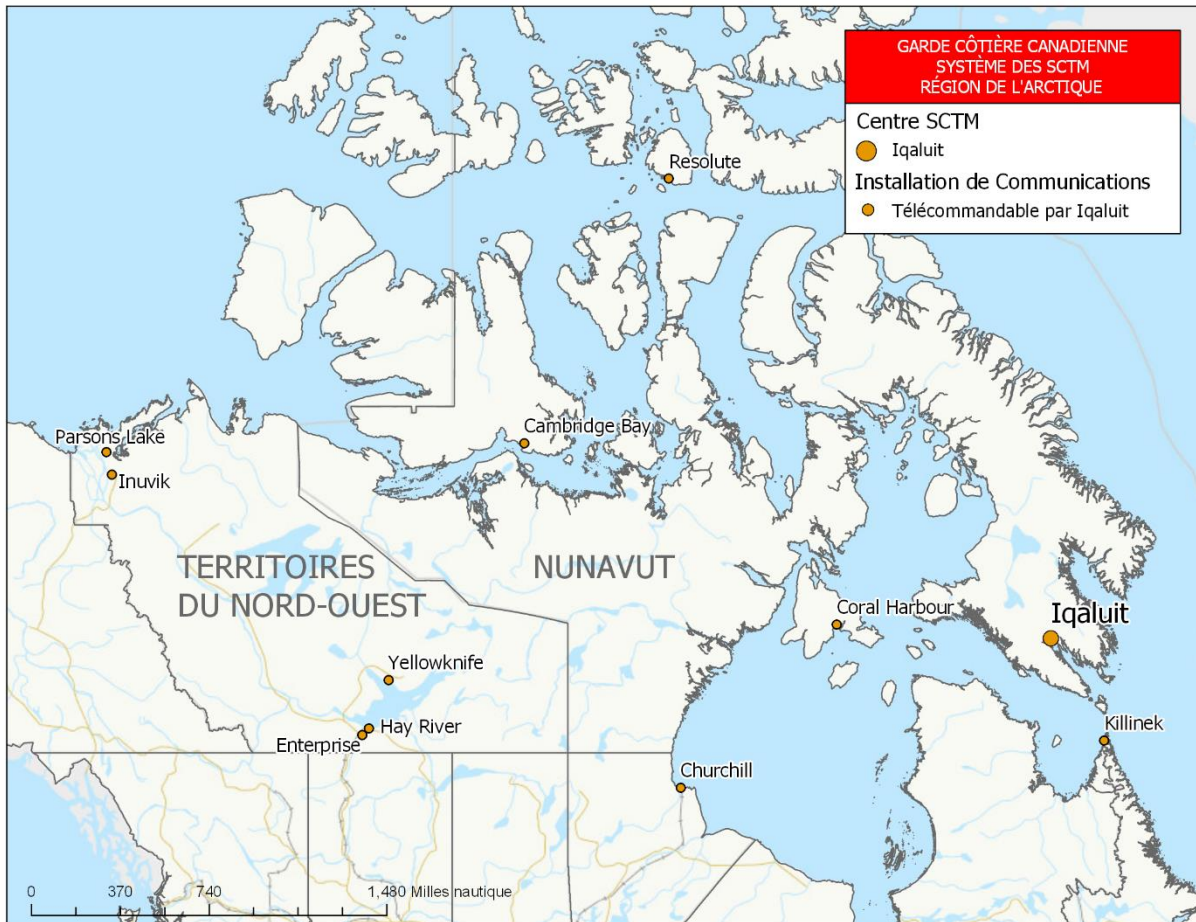 GARDE CÔTIÈRE CANADIENNE
SYSTÈME DES SCTM
RÉGION DE L'ARCTIQUE
Centre SCTM
Iqaluit
Installation de Communications
Télécommandable par Iqaluit
Resolute
Cambridge Bay
Parsons Lake
Inuvik
TERRITOIRES
DU NORD-OUEST
NUNAVUT
Coral Harbour
Iqaluit
Yellowknife
Hay River
Enterprise
Killinek
Churchill
0 370 740 1,480 Milles nautique